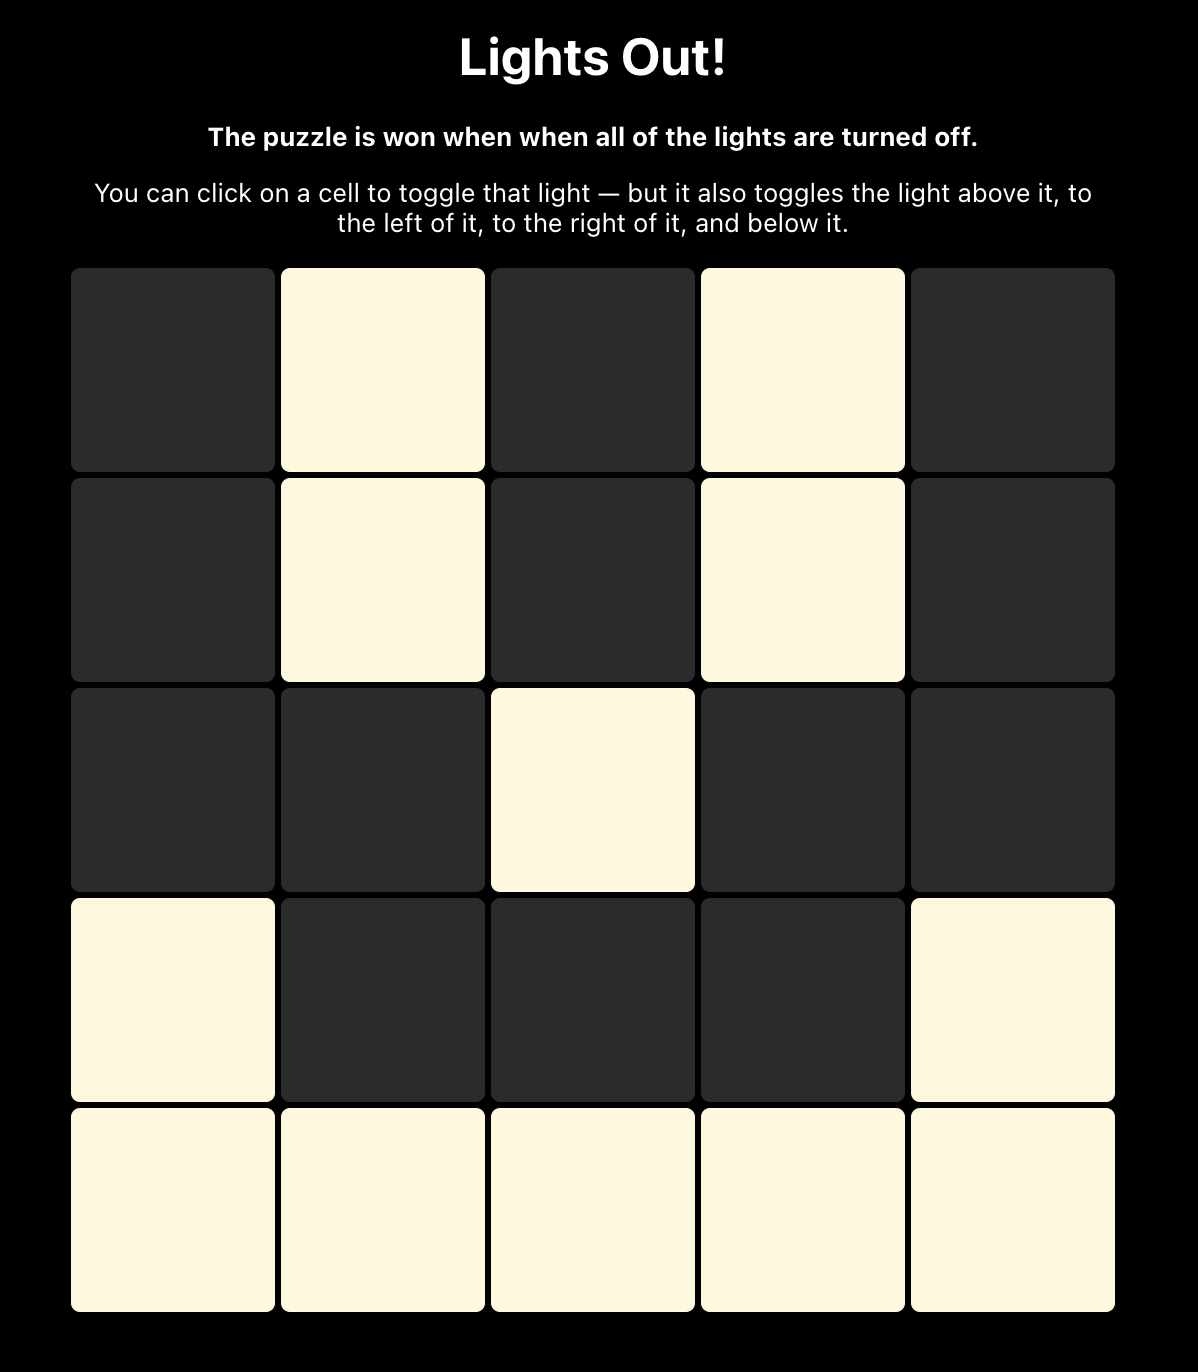 Lights Out!
The puzzle is won when when all of the lights are turned off.
You can click on a cell to toggle that light — but it also toggles the light above it, to
the left of it, to the right of it, and below it.